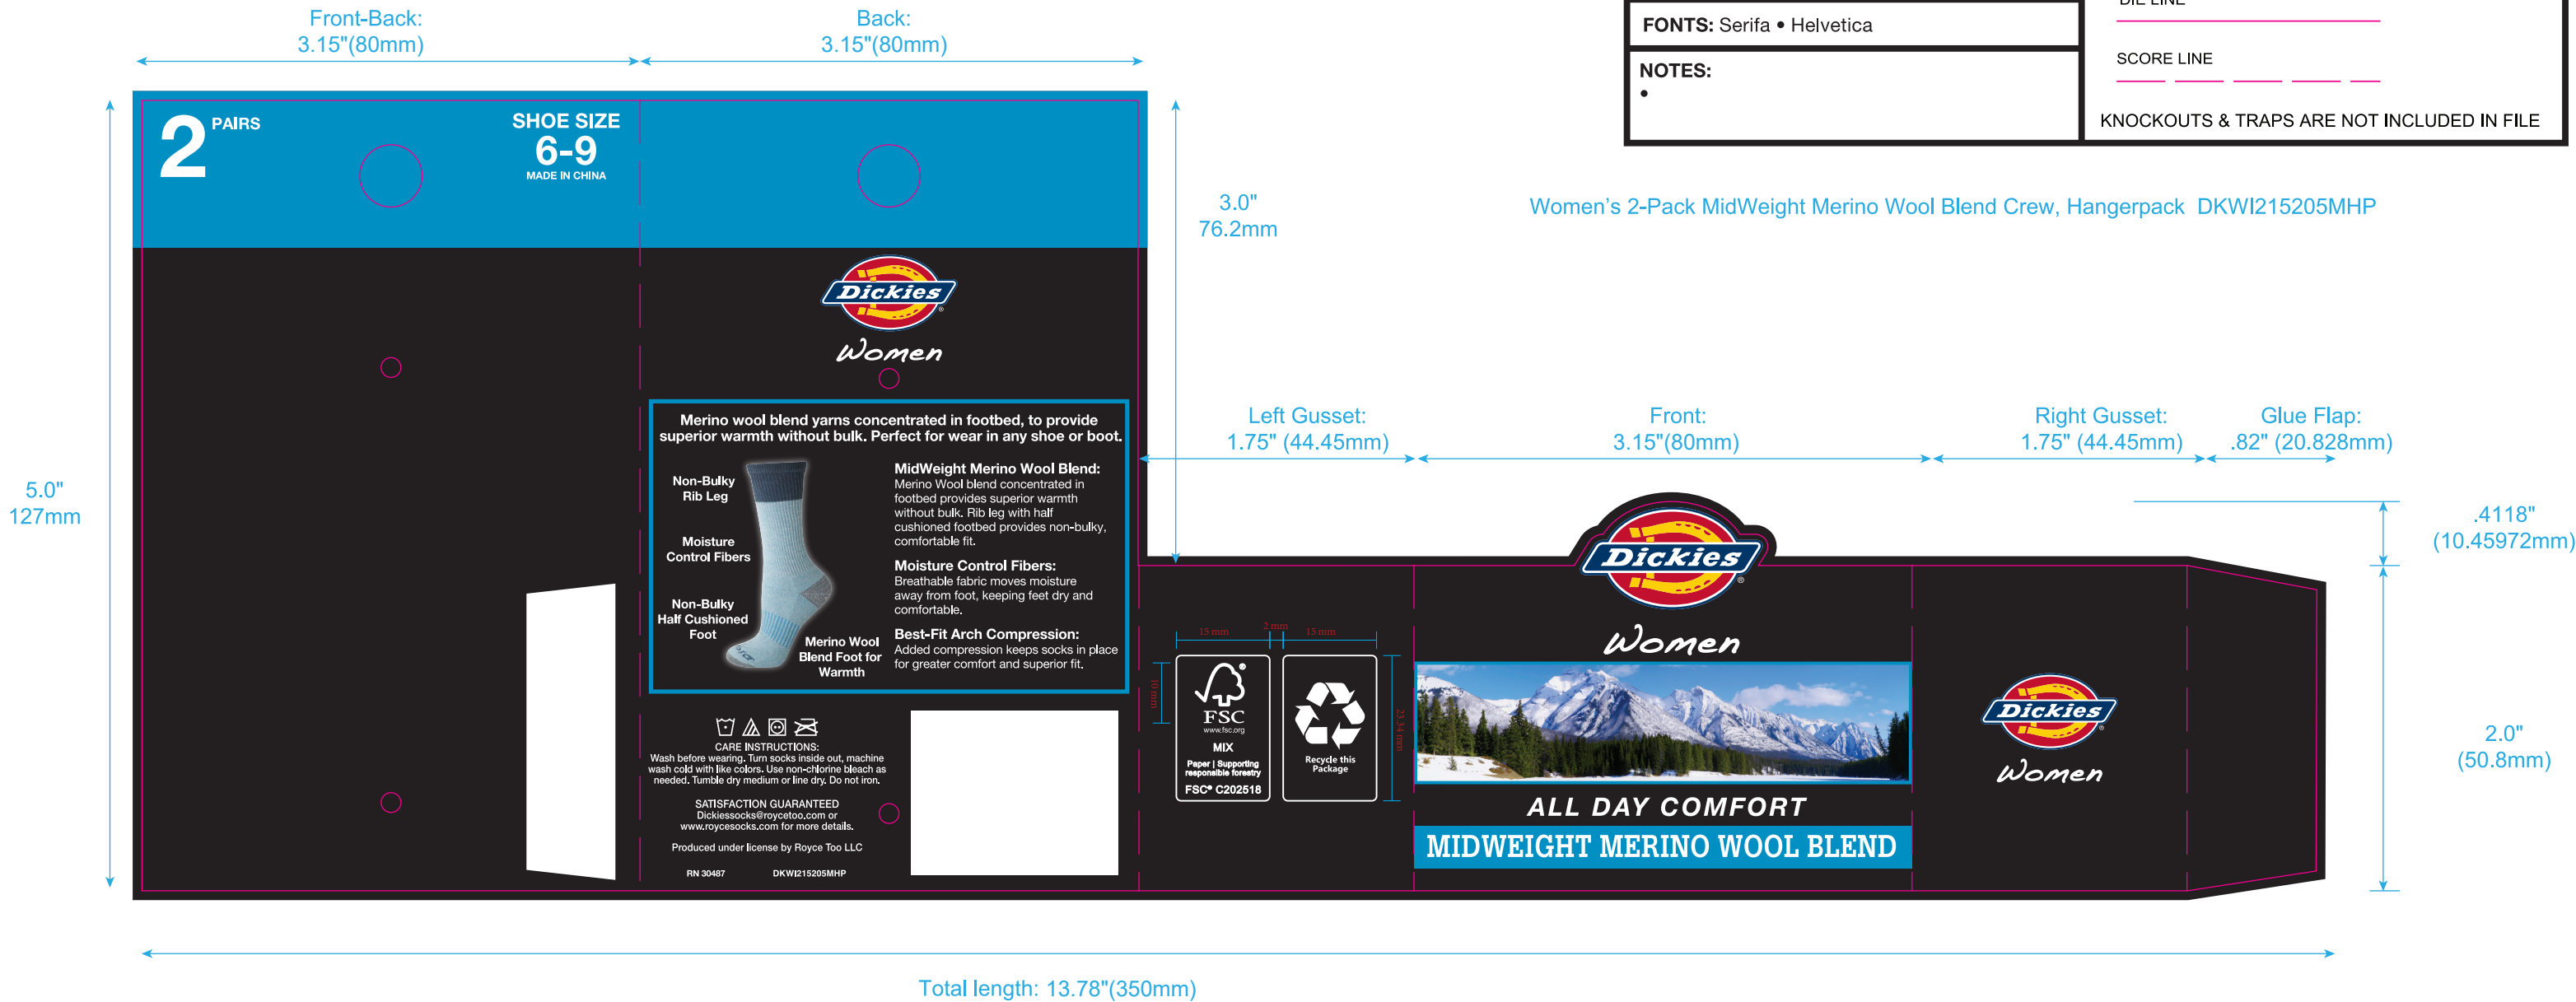 Front-Back:
3.15"(80mm)
Back:
3.15"(80mm)
FONTS: Serifa • Helvetica
NOTES:
•
DIE LINE
SCORE LINE
KNOCKOUTS & TRAPS ARE NOT INCLUDED IN FILE
Women's 2-Pack MidWeight Merino Wool Blend Crew, Hangerpack DKWI215205MHP
5.0"
127mm
2 PAIRS
SHOE SIZE
6-9
MADE IN CHINA
Dickies®
Women
Merino wool blend yarns concentrated in footbed, to provide
superior warmth without bulk. Perfect for wear in any shoe or boot.
Non-Bulky
Rib Leg
Moisture
Control Fibers
Non-Bulky
Half Cushioned
Foot
Merino Wool
Blend Foot for
Warmth
MidWeight Merino Wool Blend:
Merino Wool blend concentrated in
footbed provides superior warmth
without bulk. Rib leg with half
cushioned footbed provides non-bulky,
comfortable fit.
Moisture Control Fibers:
Breathable fabric moves moisture
away from foot, keeping feet dry and
comfortable.
Best-Fit Arch Compression:
Added compression keeps socks in place
for greater comfort and superior fit.
CARE INSTRUCTIONS:
Wash before wearing. Turn socks inside out, machine
wash cold with like colors. Use non-chlorine bleach as
needed. Tumble dry medium or line dry. Do not iron.
SATISFACTION GUARANTEED
Dickiessocks@roycetoo.com or
www.roycesocks.com for more details.
Produced under license by Royce Too LLC
RN 30487 DKWI215205MHP
3.0"
76.2mm
Left Gusset:
1.75" (44.45mm)
Front:
3.15"(80mm)
Right Gusset:
1.75" (44.45mm)
Glue Flap:
.82" (20.828mm)
.4118"
(10.45972mm)
2.0"
(50.8mm)
15 mm
2 mm
15 mm
10 mm
23.34 mm
®
FSC
www.fsc.org
MIX
Paper | Supporting
responsible forestry
FSC® C202518
Recycle this
Package
Dickies®
Women
ALL DAY COMFORT
MIDWEIGHT MERINO WOOL BLEND
Dickies®
Women
Total length: 13.78"(350mm)